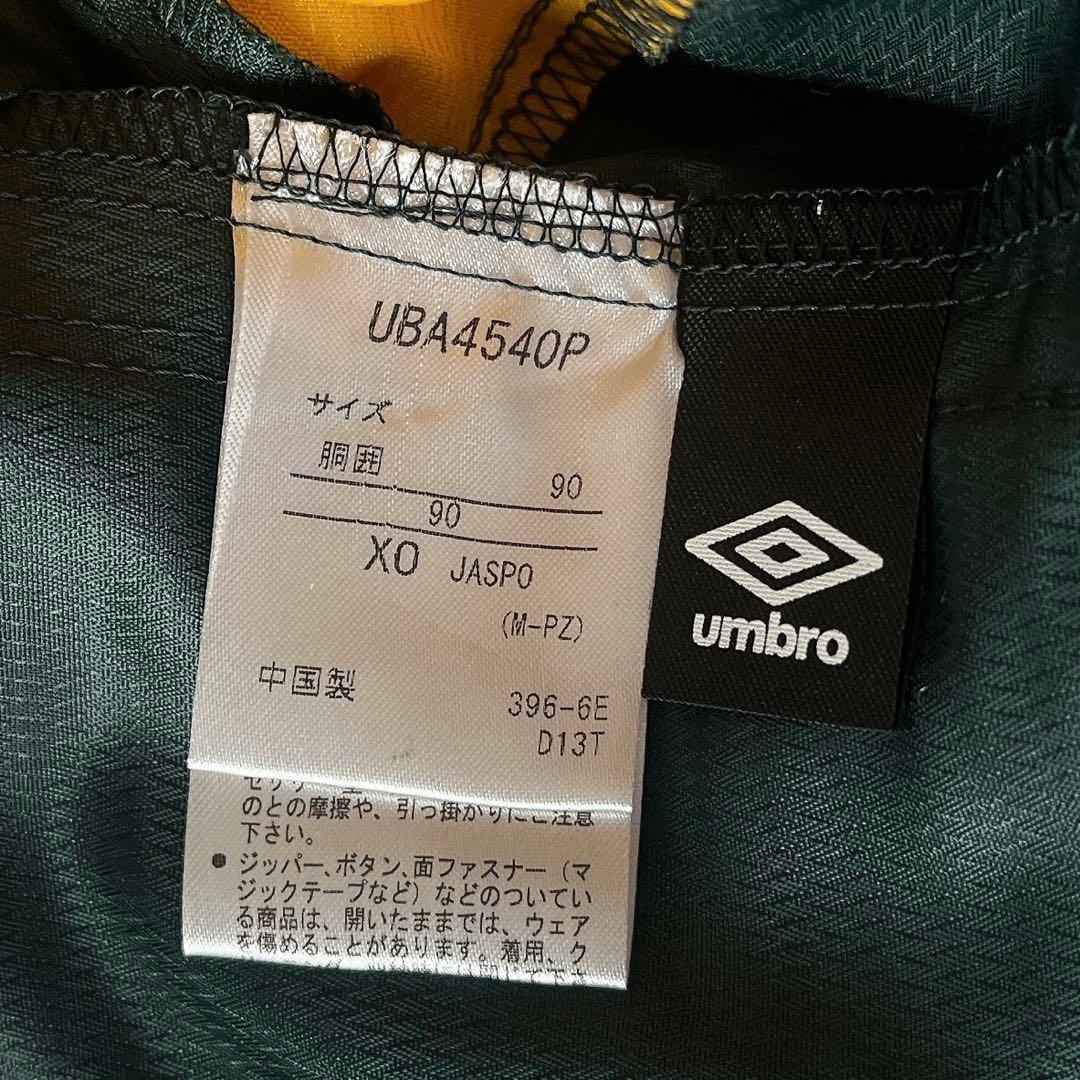 UBA4540P
サイズ
胴囲
90
90
XO JASPO
(M-PZ)
中国製
396-6E
D13T
umbro
のとの摩擦や、引っ掛かりにご注意
下さい。
● ジッパー、ボタン、面ファスナー（マ
ジックテープなど）などのついてい
る商品は、開いたままでは、ウェア
を傷めることがあります。着用、ク